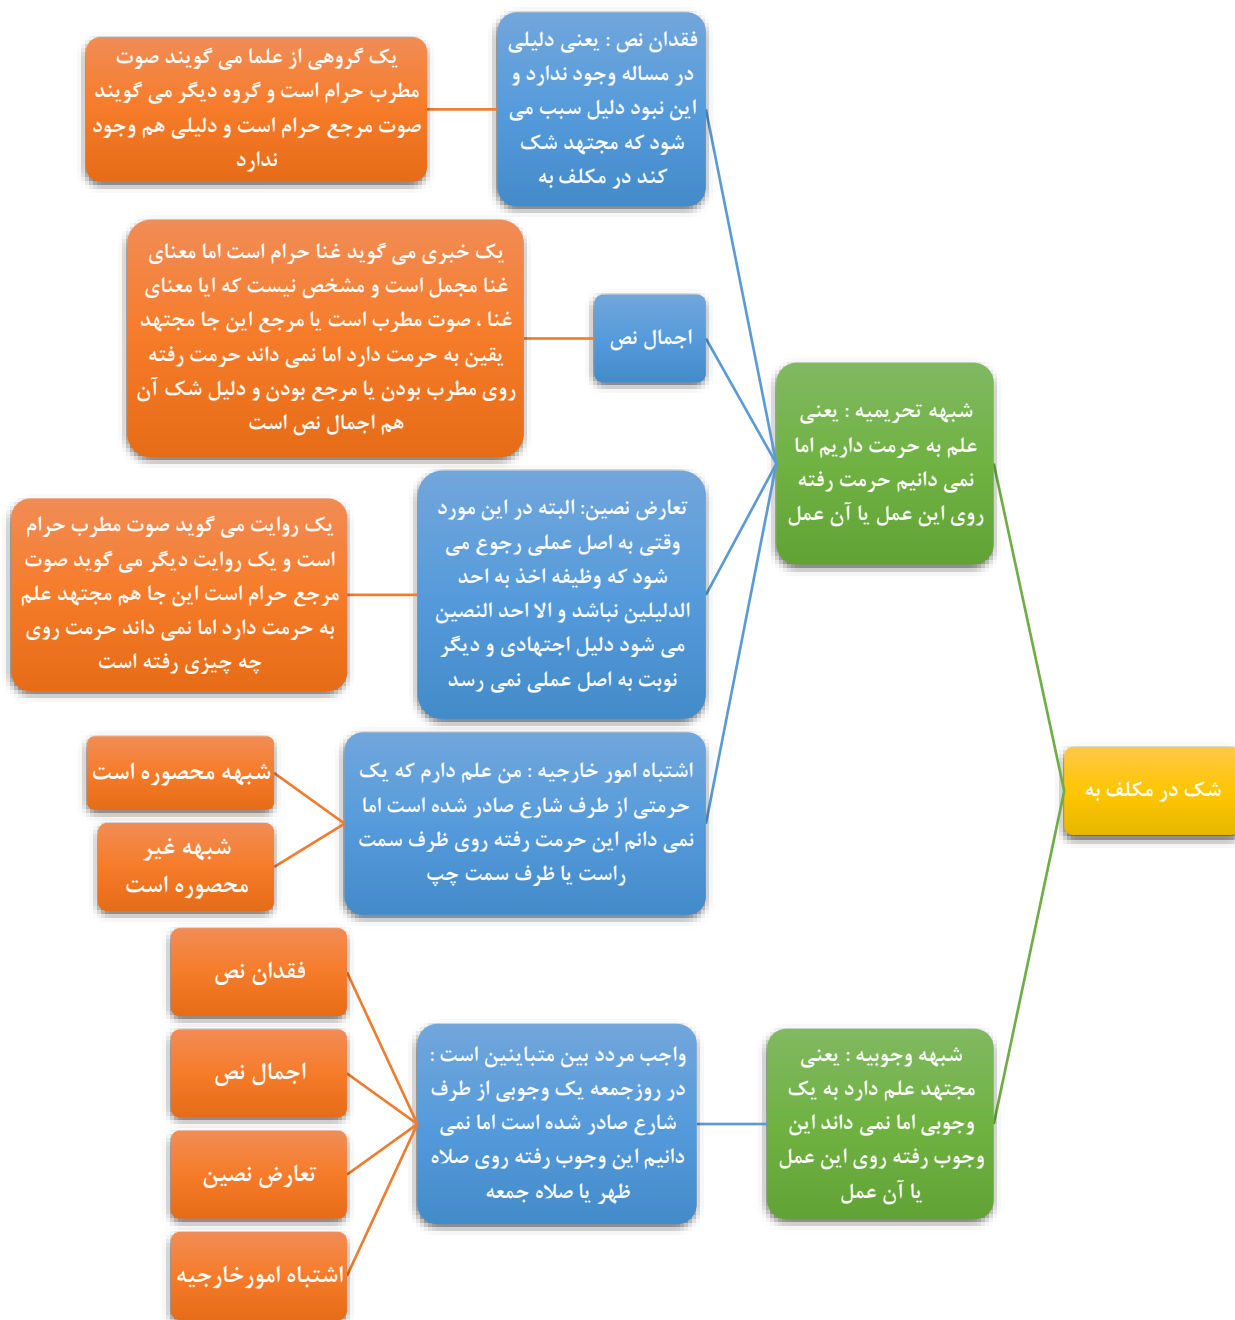 شک در مکلف به
شبهه تحریمیه : یعنی
علم به حرمت داریم اما
نمی دانیم حرمت رفته
روی این عمل یا آن عمل
فقدان نص : یعنی دلیلی
در مساله وجود ندارد و
این نبود دلیل سبب می
شود که مجتهد شک
کند در مکلف به
یک گروهی از علما می گویند صوت
مطرب حرام است و گروه دیگر می گویند
صوت مرجع حرام است و دلیلی هم وجود
ندارد
اجمال نص
یک خبری می گوید غنا حرام است اما معنای
غنا مجمل است و مشخص نیست که ایا معنای
غنا ، صوت مطرب است یا مرجع این جا مجتهد
یقین به حرمت دارد اما نمی داند حرمت رفته
روی مطرب بودن یا مرجع بودن و دلیل شک آن
هم اجمال نص است
تعارض نصین: البته در این مورد
وقتی به اصل عملی رجوع می
شود که وظیفه اخذ به احد
الدلیلین نباشد و الا احد النصین
می شود دلیل اجتهادی و دیگر
نوبت به اصل عملی نمی رسد
یک روایت می گوید صوت مطرب حرام
است و یک روایت دیگر می گوید صوت
مرجع حرام است این جا هم مجتهد علم
به حرمت دارد اما نمی داند حرمت روی
چه چیزی رفته است
اشتباه امور خارجیه : من علم دارم که یک
حرمتی از طرف شارع صادر شده است اما
نمی دانم این حرمت رفته روی ظرف سمت
راست یا ظرف سمت چپ
شبهه محصوره است
شبهه غیر
محصوره است
شبهه وجوبیه : یعنی
مجتهد علم دارد به یک
وجوبی اما نمی داند این
وجوب رفته روی این عمل
یا آن عمل
واجب مردد بین متباینین است :
در روزجمعه یک وجوبی از طرف
شارع صادر شده است اما نمی
دانیم این وجوب رفته روی صلاه
ظهر یا صلاه جمعه
فقدان نص
اجمال نص
تعارض نصین
اشتباه امورخارجیه